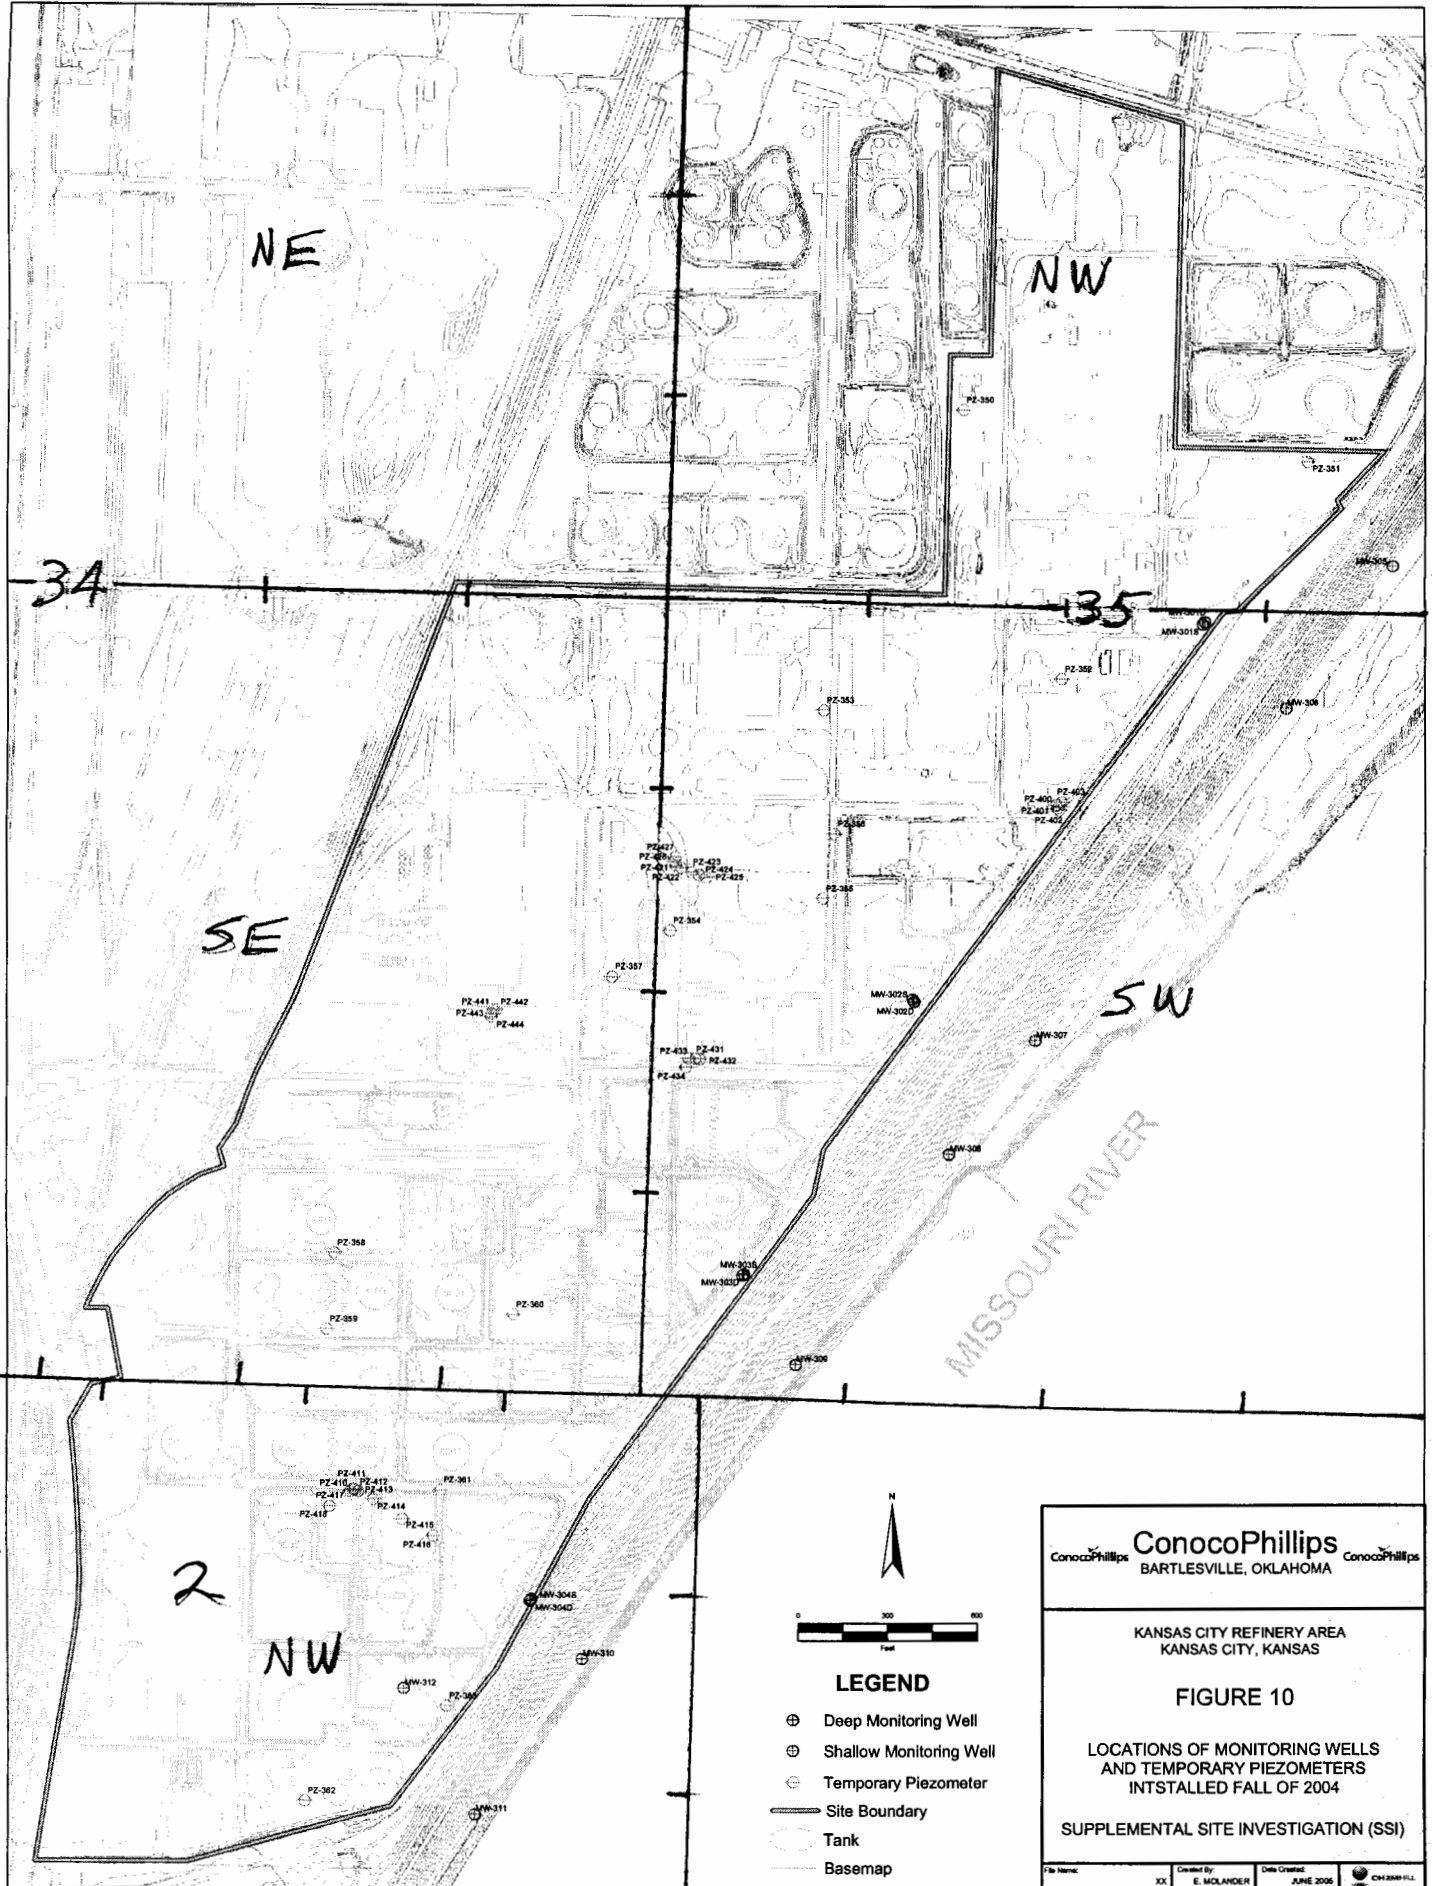 NE
NW
PZ-350
PZ-351
34
35
MW-305
MW-301S
PZ-352
MW-306
PZ-353
PZ-403
PZ-400
PZ-401
PZ-402
PZ-427
PZ-423
PZ-421
PZ-424
PZ-422
PZ-425
PZ-355
PZ-354
SE
PZ-357
MW-302S
MW-302D
SW
PZ-441
PZ-442
PZ-443
PZ-444
MW-307
PZ-433
PZ-431
PZ-432
PZ-434
MW-308
MISSOURI RIVER
PZ-358
MW-303S
MW-303D
PZ-360
PZ-359
MW-309
PZ-411
PZ-410
PZ-412
PZ-361
PZ-417
PZ-413
PZ-418
PZ-414
PZ-415
PZ-416
2
NW
MW-304S
MW-304D
MW-310
MW-312
PZ-362
MW-311
N
0 300 600
Feet
LEGEND
Deep Monitoring Well
Shallow Monitoring Well
Temporary Piezometer
Site Boundary
Tank
Basemap
ConocoPhillips ConocoPhillips ConocoPhillips
BARTLESVILLE, OKLAHOMA
KANSAS CITY REFINERY AREA
KANSAS CITY, KANSAS
FIGURE 10
LOCATIONS OF MONITORING WELLS
AND TEMPORARY PIEZOMETERS
INTSTALLED FALL OF 2004
SUPPLEMENTAL SITE INVESTIGATION (SSI)
File Name: XX
Created By: E. MOLANDER
Date Created: JUNE 2005
CH2MHILL